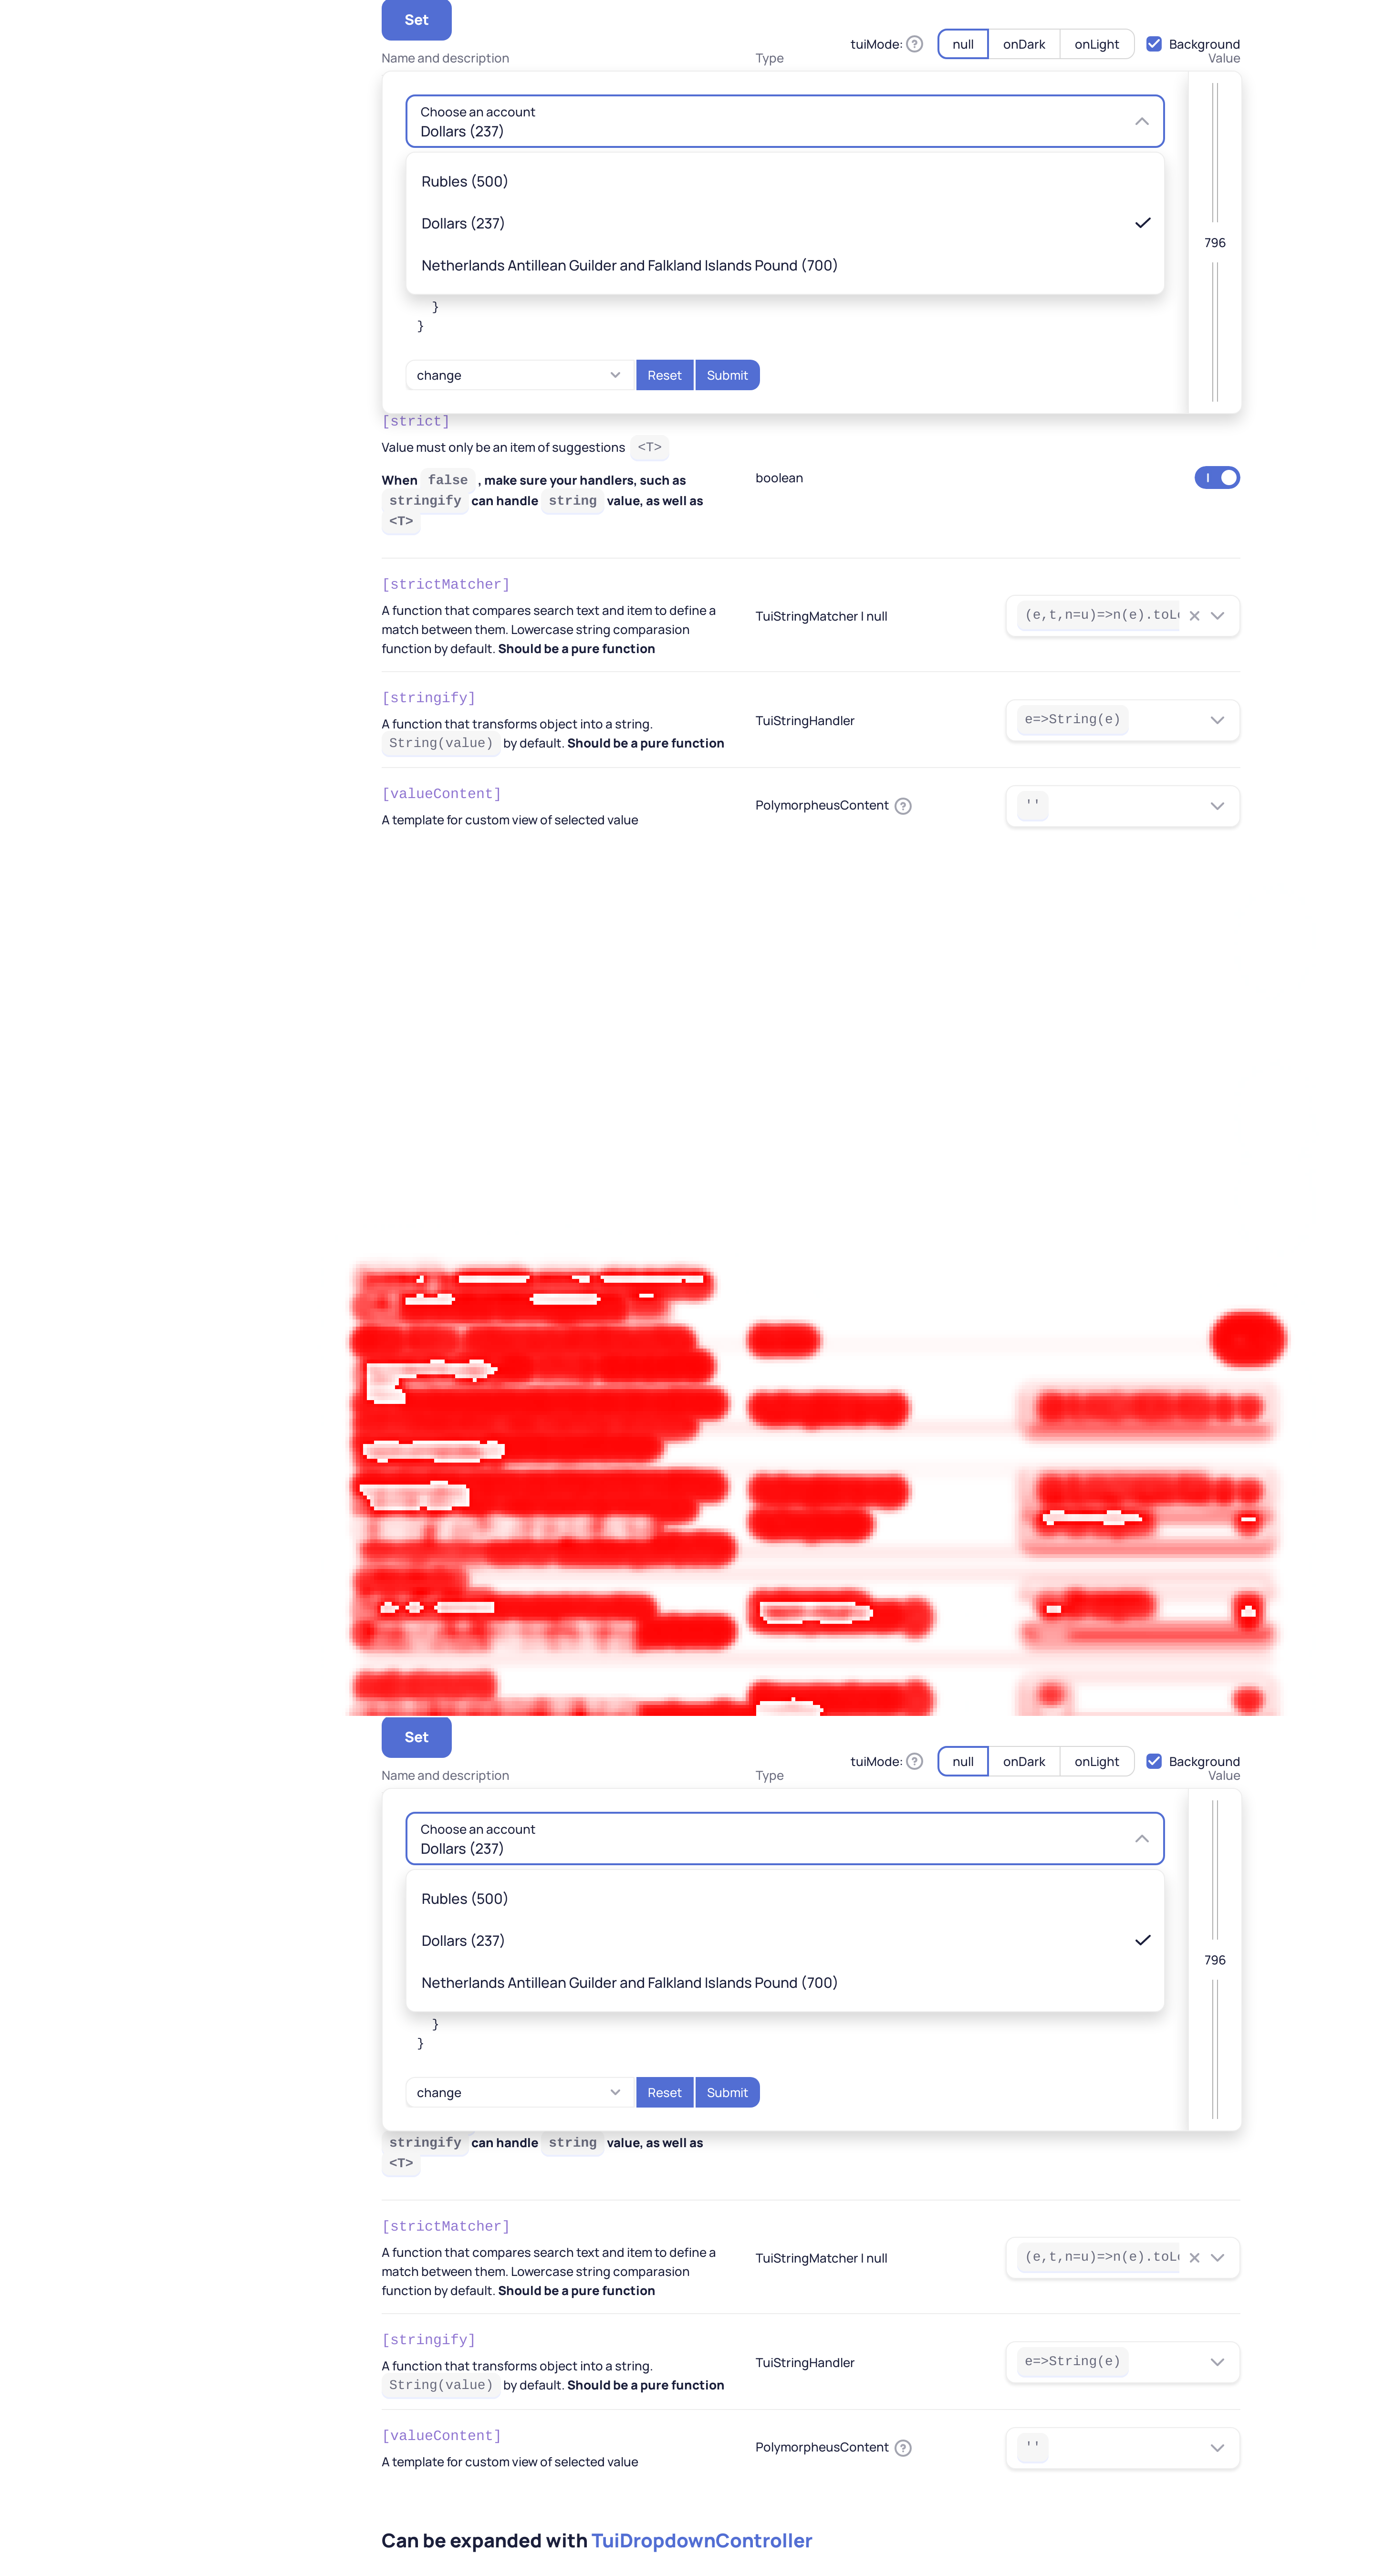 Set
tuiMode: ? null onDark onLight Background
Name and description Type Value
Choose an account
Dollars (237)
Rubles (500)
Dollars (237)
796
Netherlands Antillean Guilder and Falkland Islands Pound (700)
}
}
change Reset Submit
[strict]
Value must only be an item of suggestions <T>
When false , make sure your handlers, such as
boolean
stringify can handle string value, as well as
<T>
[strictMatcher]
A function that compares search text and item to define a
TuiStringMatcher | null (e,t,n=u)=>n(e).toL
match between them. Lowercase string comparasion
function by default. Should be a pure function
[stringify]
A function that transforms object into a string.
TuiStringHandler e=>String(e)
String(value) by default. Should be a pure function
[valueContent]
PolymorpheusContent ? ''
A template for custom view of selected value
Set
tuiMode: ? null onDark onLight Background
Name and description Type Value
Choose an account
Dollars (237)
Rubles (500)
Dollars (237)
796
Netherlands Antillean Guilder and Falkland Islands Pound (700)
}
}
change Reset Submit
stringify can handle string value, as well as
<T>
[strictMatcher]
A function that compares search text and item to define a
TuiStringMatcher | null (e,t,n=u)=>n(e).toL
match between them. Lowercase string comparasion
function by default. Should be a pure function
[stringify]
A function that transforms object into a string.
TuiStringHandler e=>String(e)
String(value) by default. Should be a pure function
[valueContent]
PolymorpheusContent ? ''
A template for custom view of selected value
Can be expanded with TuiDropdownController